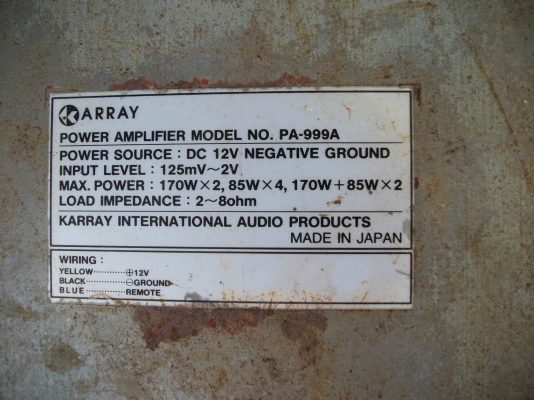 KARRAY
POWER AMPLIFIER MODEL NO. PA-999A
POWER SOURCE : DC 12V NEGATIVE GROUND
INPUT LEVEL : 125mV~2V
MAX. POWER : 170W×2, 85W×4, 170W+85W×2
LOAD IMPEDANCE : 2~8ohm
KARRAY INTERNATIONAL AUDIO PRODUCTS
MADE IN JAPAN
WIRING :
YELLOW············⊕12V
BLACK··············⊖GROUND
BLUE···············REMOTE